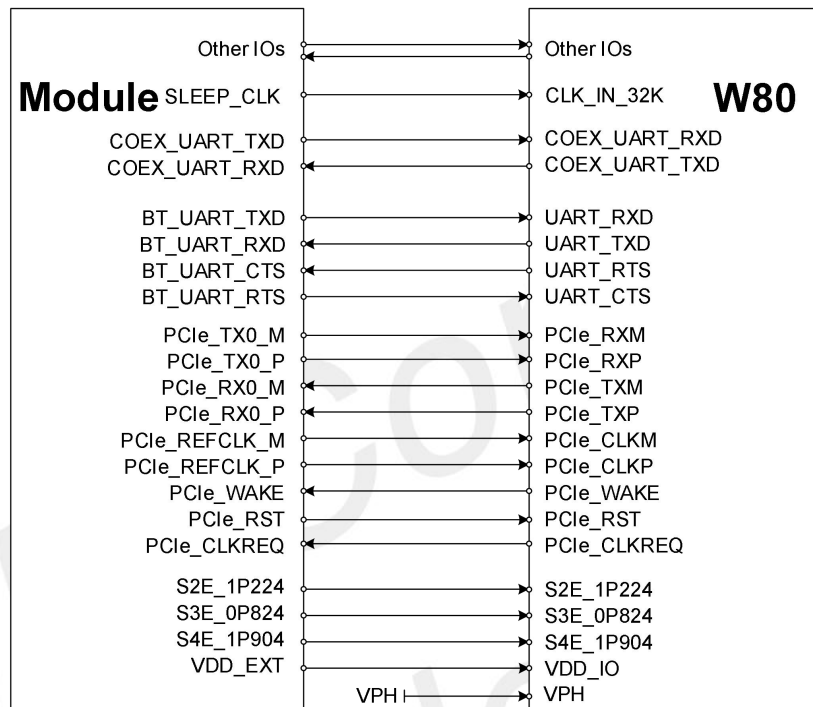 Other IOs Other IOs
Module SLEEP_CLK CLK_IN_32K W80
COEX_UART_TXD COEX_UART_RXD
COEX_UART_RXD COEX_UART_TXD
BT_UART_TXD UART_RXD
BT_UART_RXD UART_TXD
BT_UART_CTS UART_RTS
BT_UART_RTS UART_CTS
PCIe_TX0_M PCIe_RXM
PCIe_TX0_P PCIe_RXP
PCIe_RX0_M PCIe_TXM
PCIe_RX0_P PCIe_TXP
PCIe_REFCLK_M PCIe_CLKM
PCIe_REFCLK_P PCIe_CLKP
PCIe_WAKE PCIe_WAKE
PCIe_RST PCIe_RST
PCIe_CLKREQ PCIe_CLKREQ
S2E_1P224 S2E_1P224
S3E_0P824 S3E_0P824
S4E_1P904 S4E_1P904
VDD_EXT VDD_IO
VPH VPH